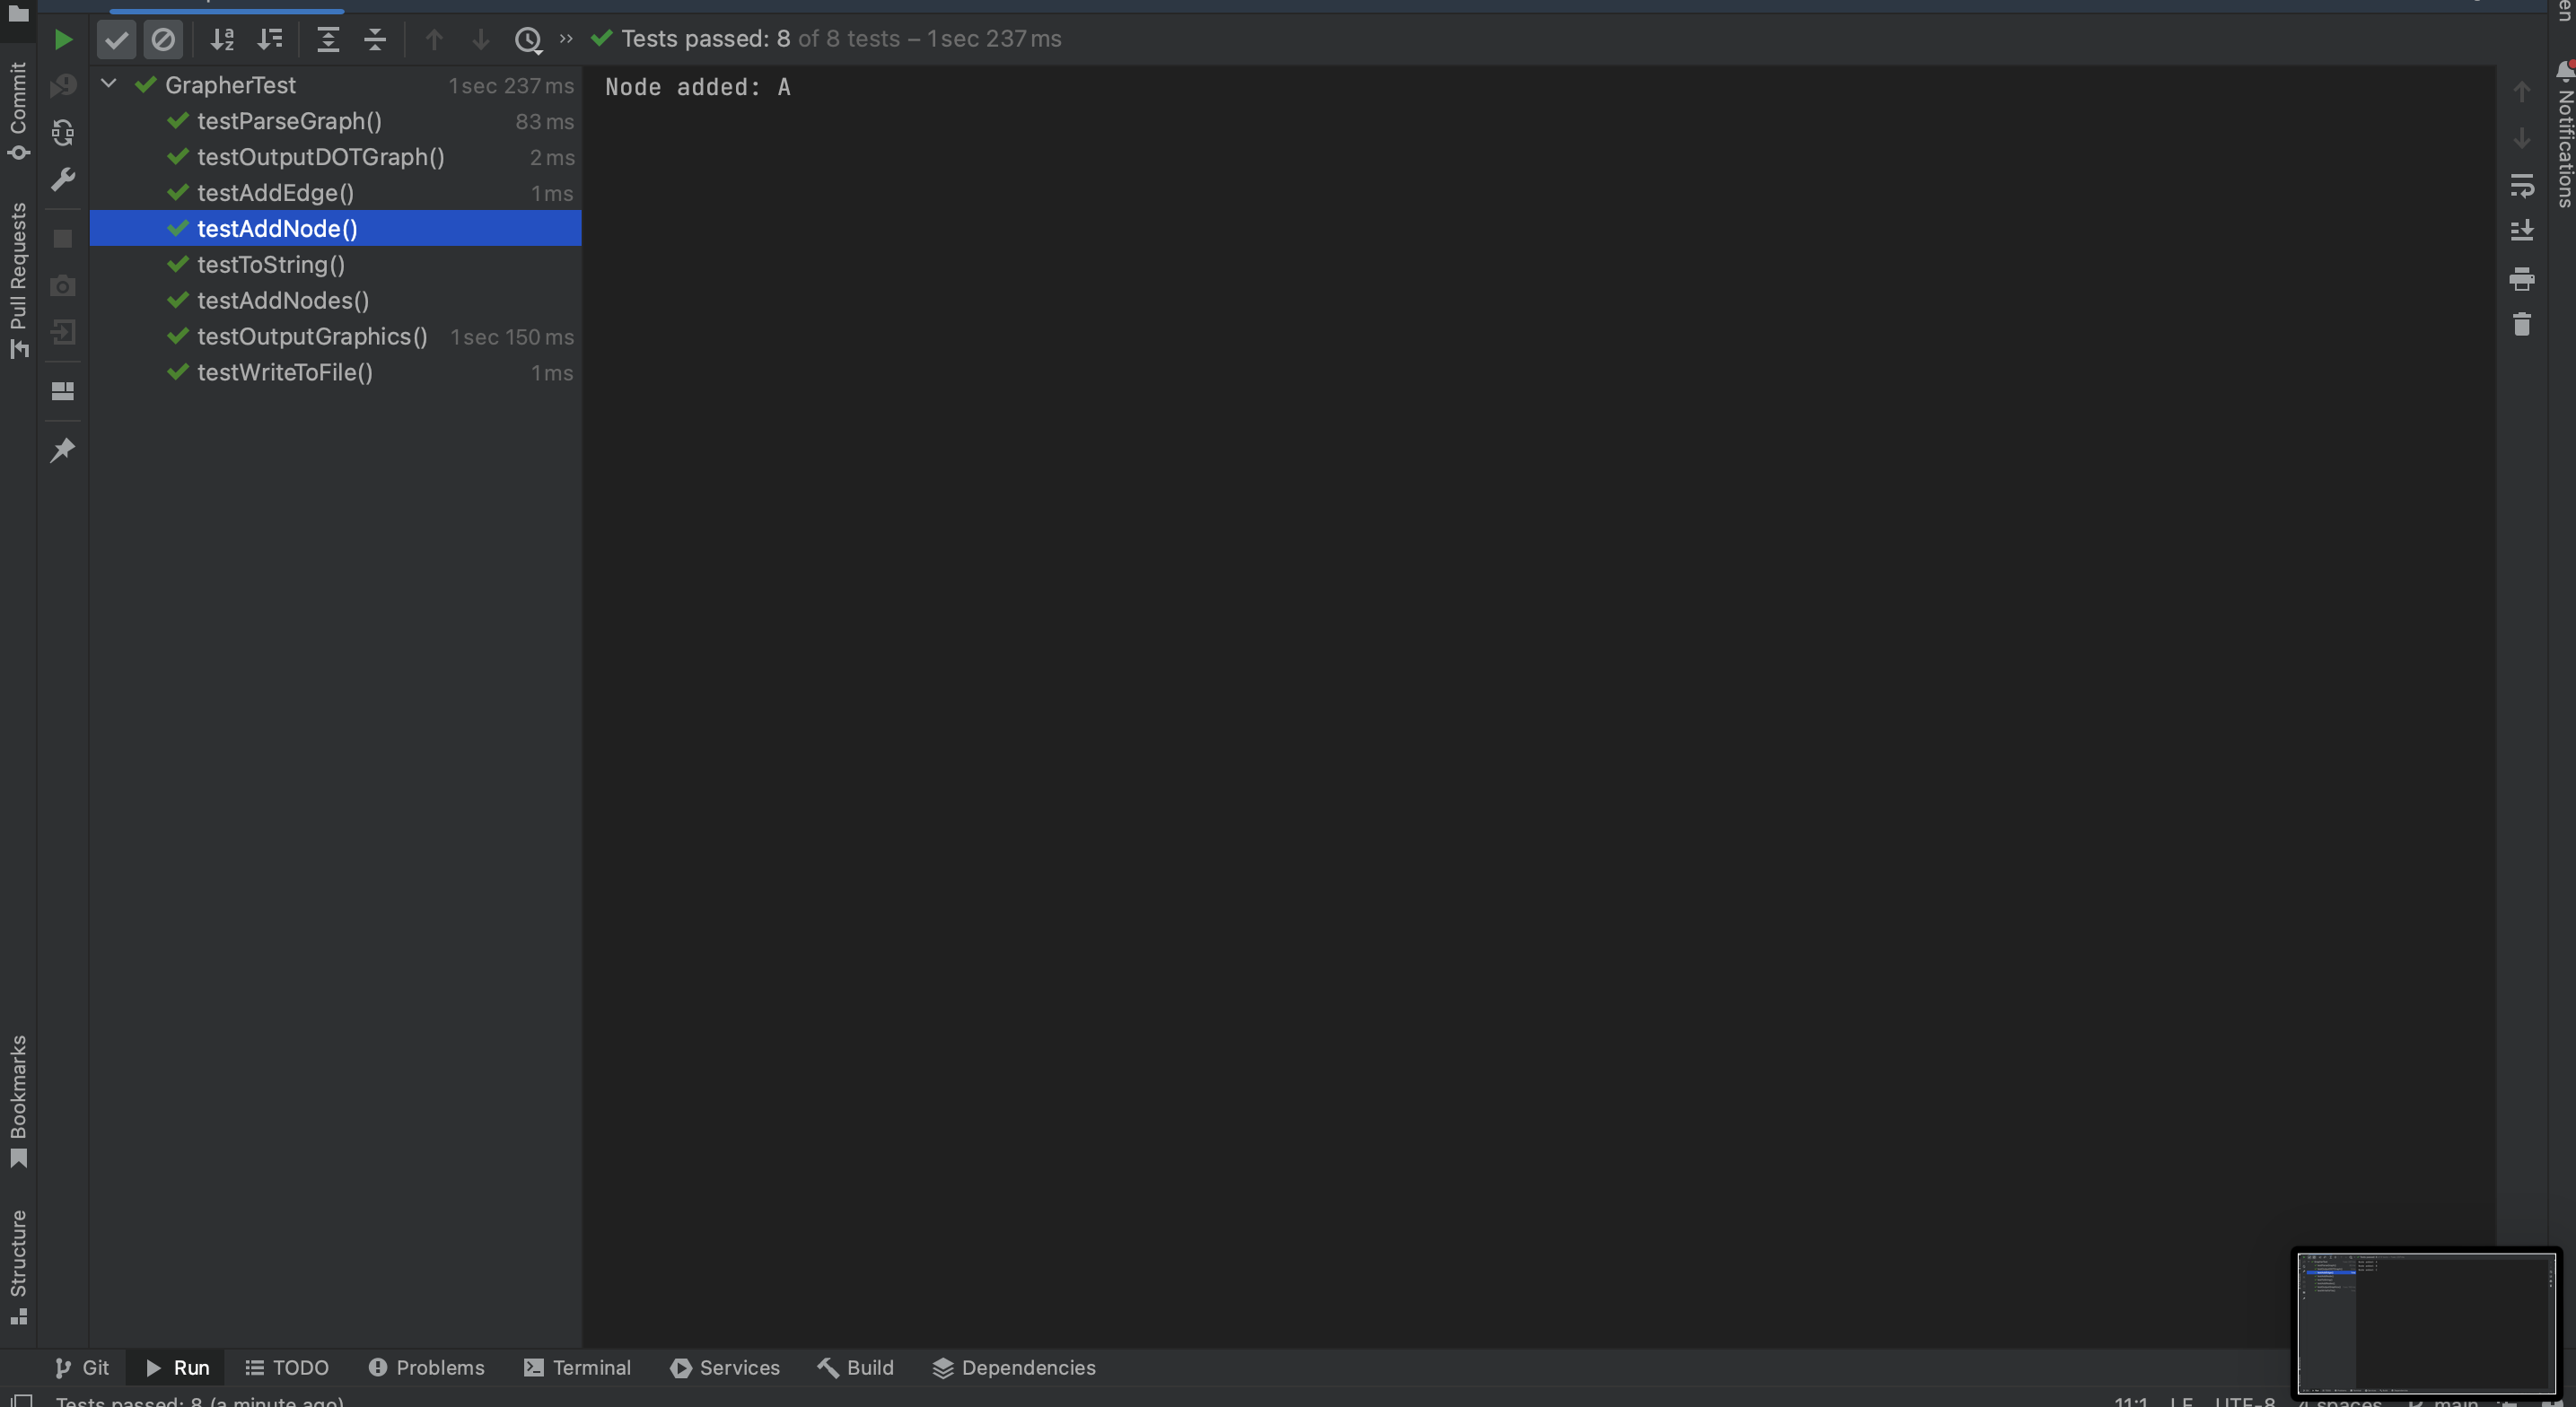 Tests passed: 8 of 8 tests – 1 sec 237 ms
GrapherTest 1 sec 237 ms
testParseGraph() 83 ms
testOutputDOTGraph() 2 ms
testAddEdge() 1 ms
testAddNode()
testToString()
testAddNodes()
testOutputGraphics() 1 sec 150 ms
testWriteToFile() 1 ms
Node added: A
Commit
Pull Requests
Bookmarks
Structure
Notifications
Git
Run
TODO
Problems
Terminal
Services
Build
Dependencies
Tests passed: 8 (a minute ago)
11:1 LF UTF-8 4 spaces main